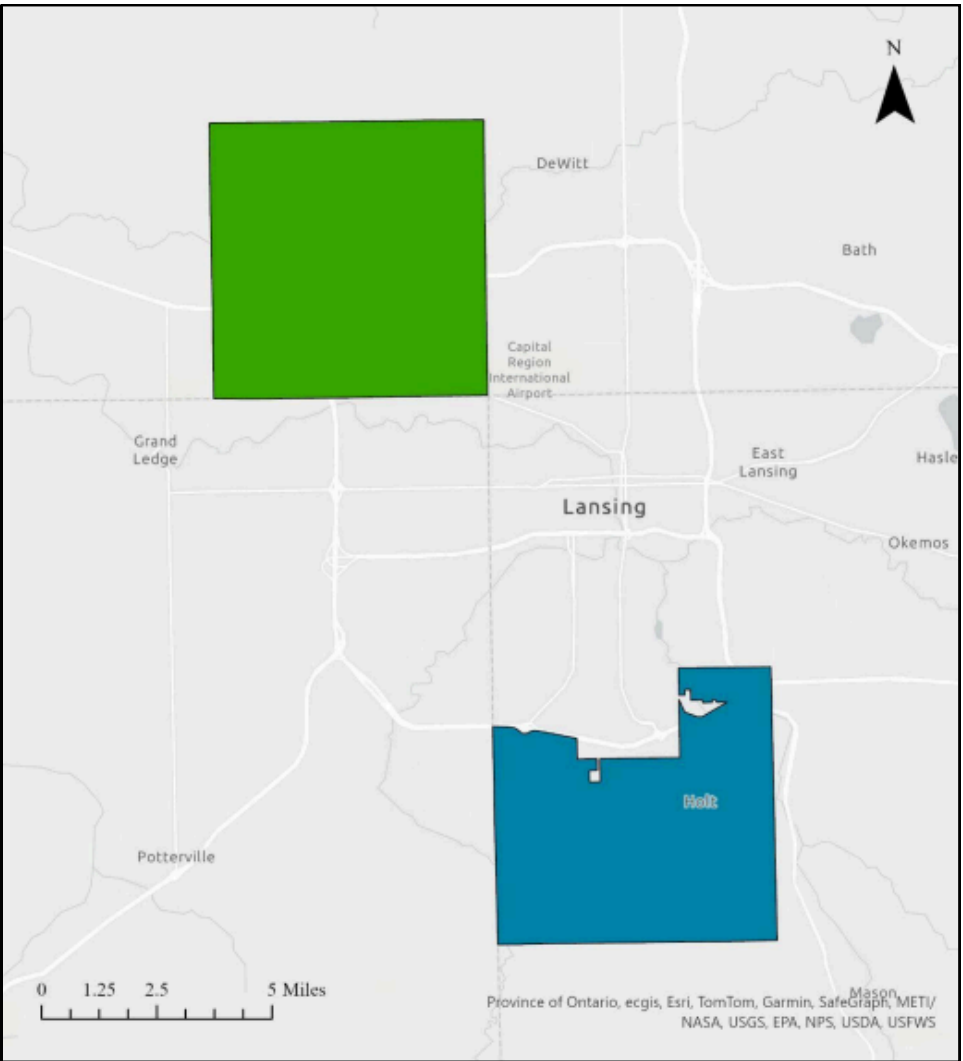 N
DeWitt
Bath
Capital
Region
International
Airport
Grand
Ledge
East
Lansing
Hasle
Lansing
Okemos
Holt
Potterville
0 1.25 2.5 5 Miles
Mason
Province of Ontario, ecgis, Esri, TomTom, Garmin, SafeGraph, METI/
NASA, USGS, EPA, NPS, USDA, USFWS